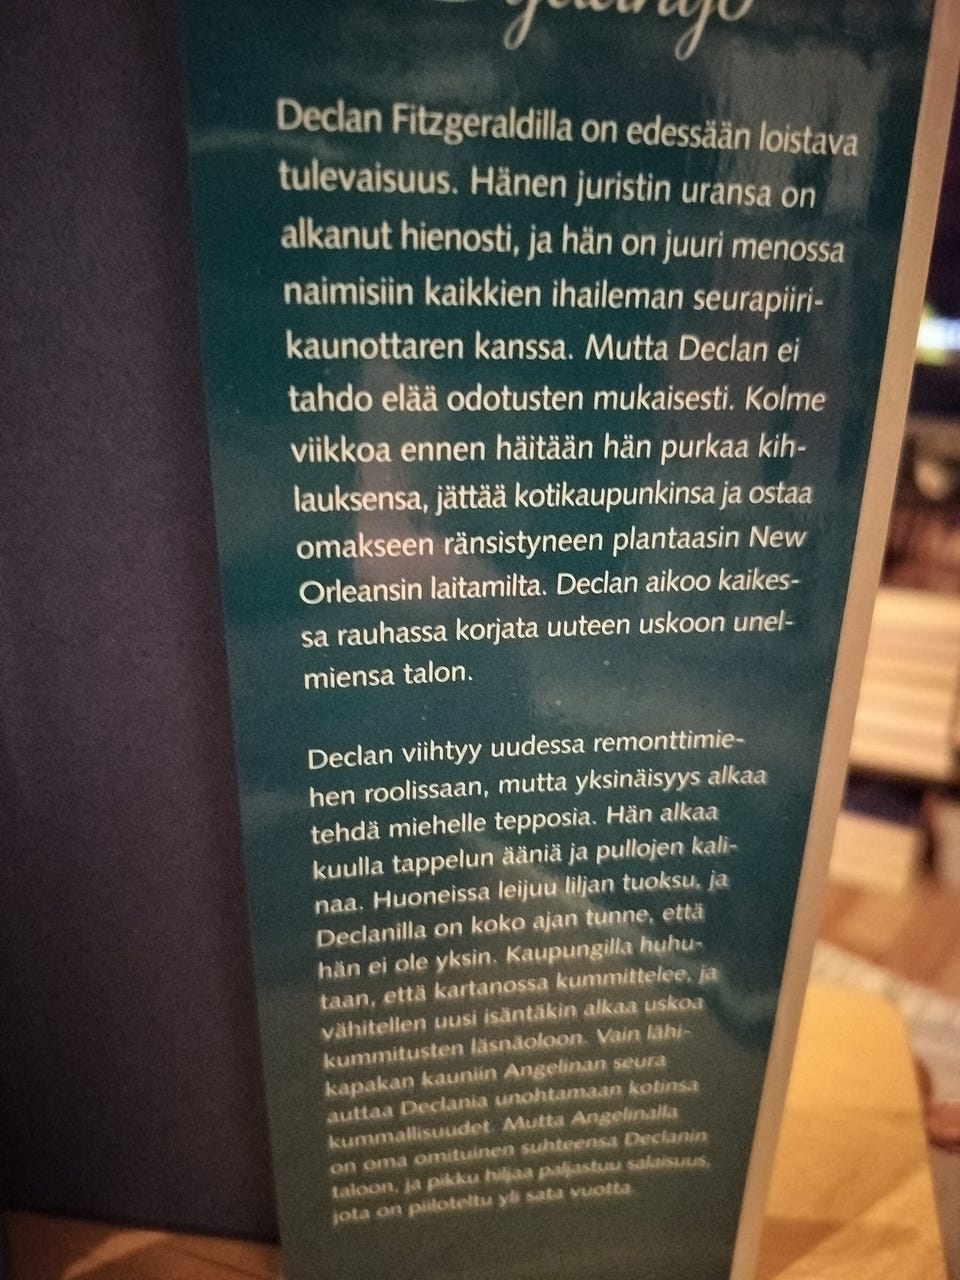 Declan Fitzgeraldilla on edessään loistava
tulevaisuus. Hänen juristin uransa on
alkanut hienosti, ja hän on juuri menossa
naimisiin kaikkien ihaileman seurapiiri-
kaunottaren kanssa. Mutta Declan ei
tahdo elää odotusten mukaisesti. Kolme
viikkoa ennen häitään hän purkaa kih-
lauksensa, jättää kotikaupunkinsa ja ostaa
omakseen ränsistyneen plantaasin New
Orleansin laitamilta. Declan aikoo kaikes-
sa rauhassa korjata uuteen uskoon unel-
miensa talon.
Declan viihtyy uudessa remonttimie-
hen roolissaan, mutta yksinäisyys alkaa
tehdä miehelle tepposia. Hän alkaa
kuulla tappelun ääniä ja pullojen kali-
naa. Huoneissa leijuu liljan tuoksu, ja
Declanilla on koko ajan tunne, että
hän ei ole yksin. Kaupungilla huhu-
taan, että kartanossa kummittelee, ja
vähitellen uusi isäntäkin alkaa uskoa
kummitusten läsnäoloon. Vain lähi-
kapakan kauniin Angelinan seura
auttaa Declania unohtamaan kotinsa
kummallisuudet. Mutta Angelinalla
on oma omituinen suhteensa Declanin
taloon, ja pikku hiljaa paljastuu salaisuus,
jota on piiloteltu yli sata vuotta.